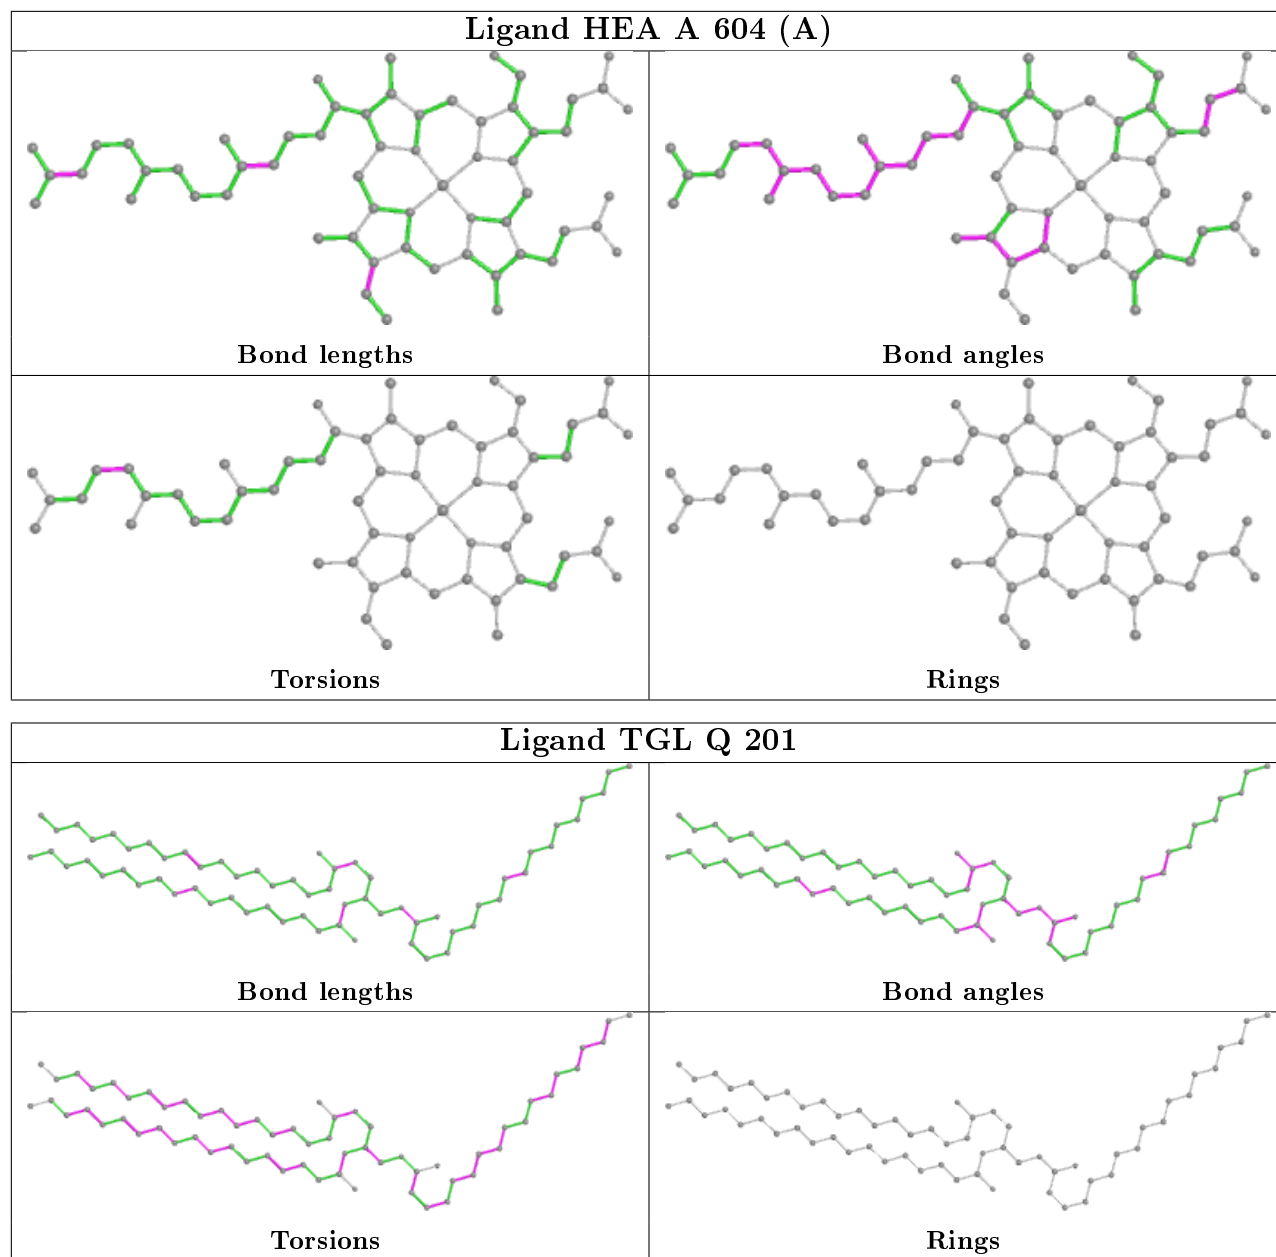 Ligand HEA A 604 (A)
Bond lengths
Bond angles
Torsions
Rings
Ligand TGL Q 201
Bond lengths
Bond angles
Torsions
Rings